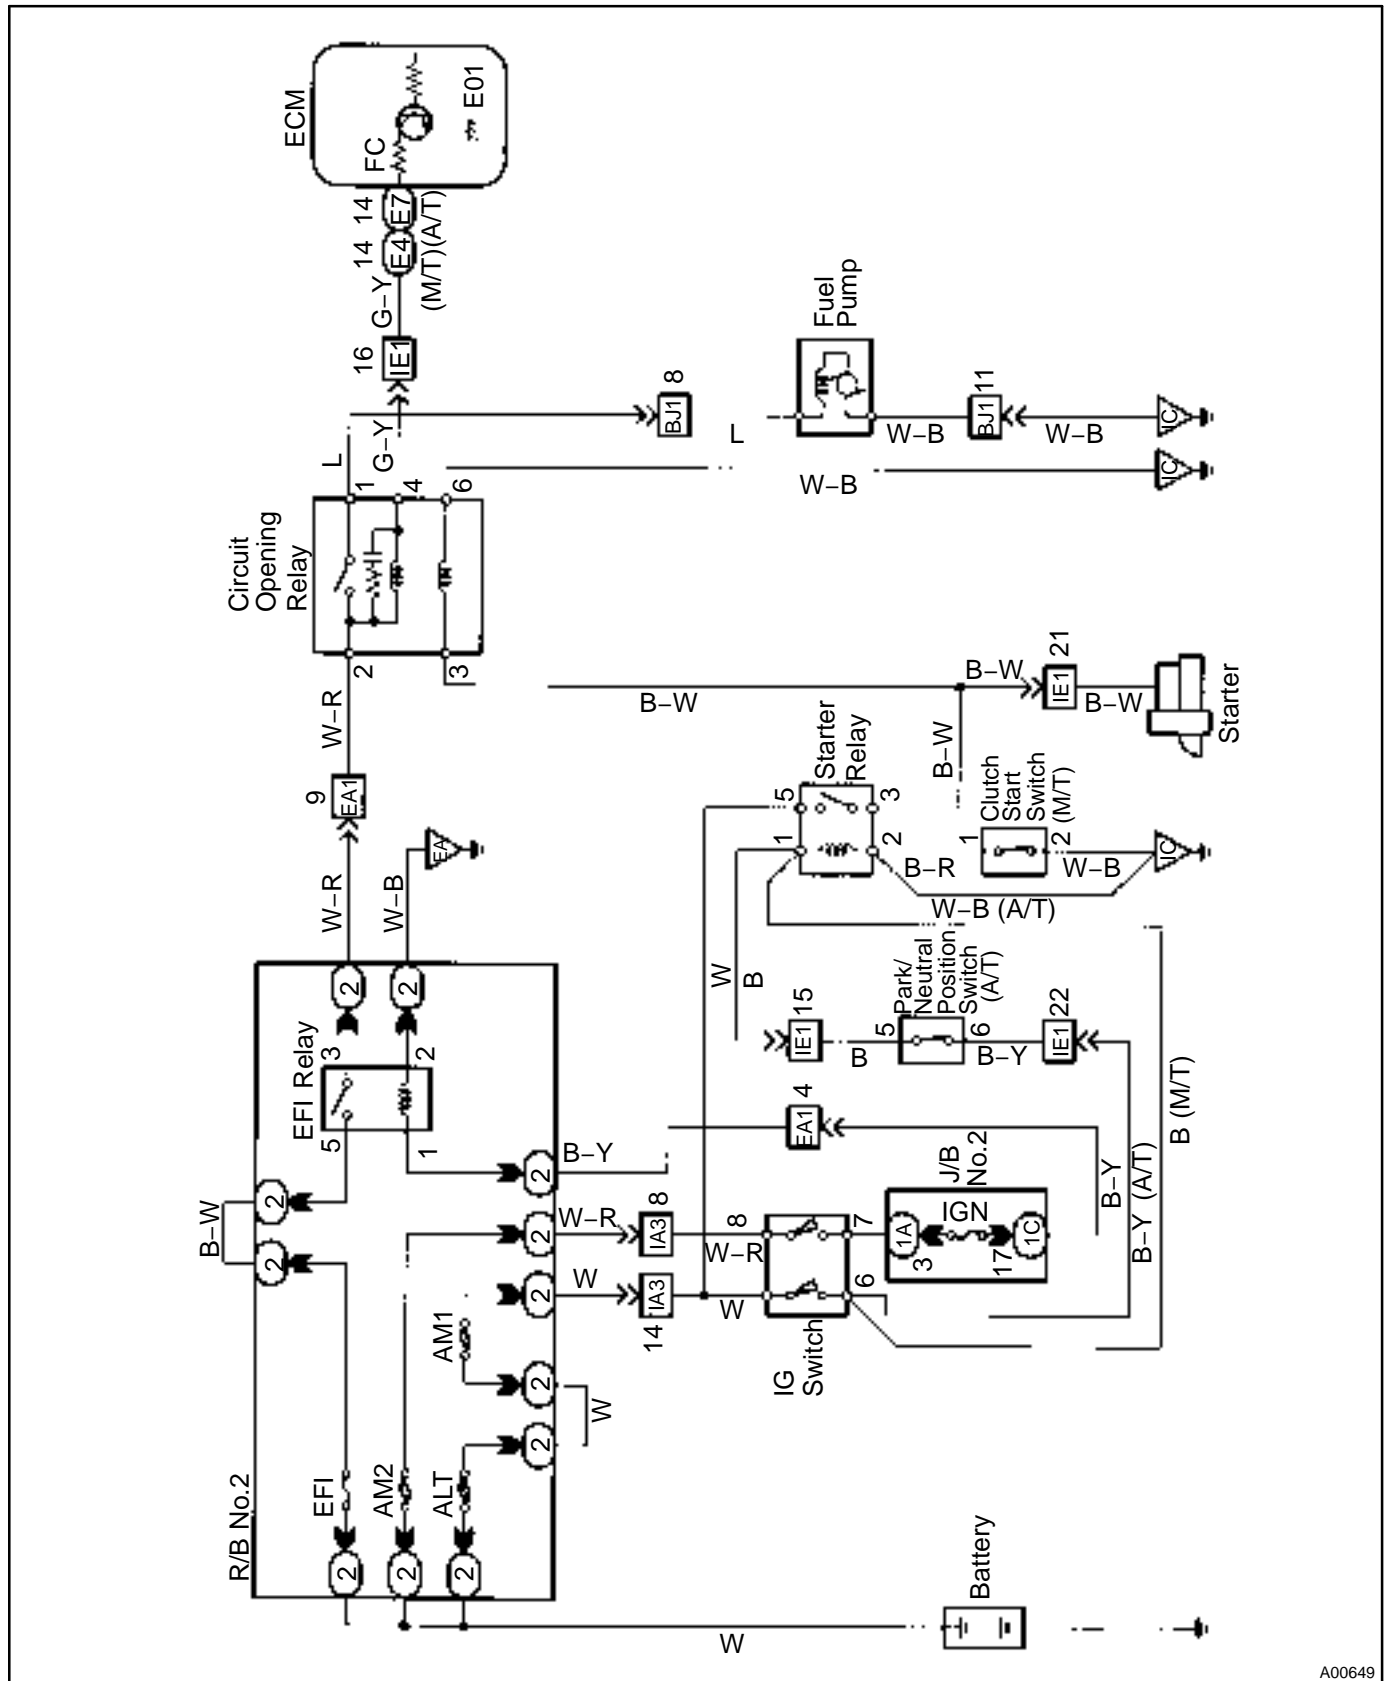 ECM
FC
E01
14
14
E7
E4
(A/T)
(M/T)
G–Y
16
IE1
Fuel
Pump
8
BJ1
11
BJ1
L
G–Y
L
W–B
W–B
IC
W–B
IC
1
4
6
Circuit
Opening
Relay
2
3
W–R
B–W
B–W
IE1
21
B–W
Starter
9
EA1
Starter
Relay
B–W
5
3
1
2
Clutch
Start
Switch
(M/T)
1
2
W–B
IC
EA
W–R
W–B
B–R
W–B (A/T)
2
2
W
B
IE1
15
B
5
Park/
Neutral
Position
Switch
(A/T)
6
B–Y
IE1
22
EFI Relay
3
2
5
1
EA1
4
B–Y
2
B–W
2
2
2
W–R
IA3
8
W–R
8
7
J/B
No.2
IGN
1A
3
17
1C
B–Y
B–Y (A/T)
B (M/T)
2
W
IA3
14
W
6
IG
Switch
AM1
2
2
W
R/B No.2
EFI
AM2
ALT
2
2
2
W
Battery
A00649